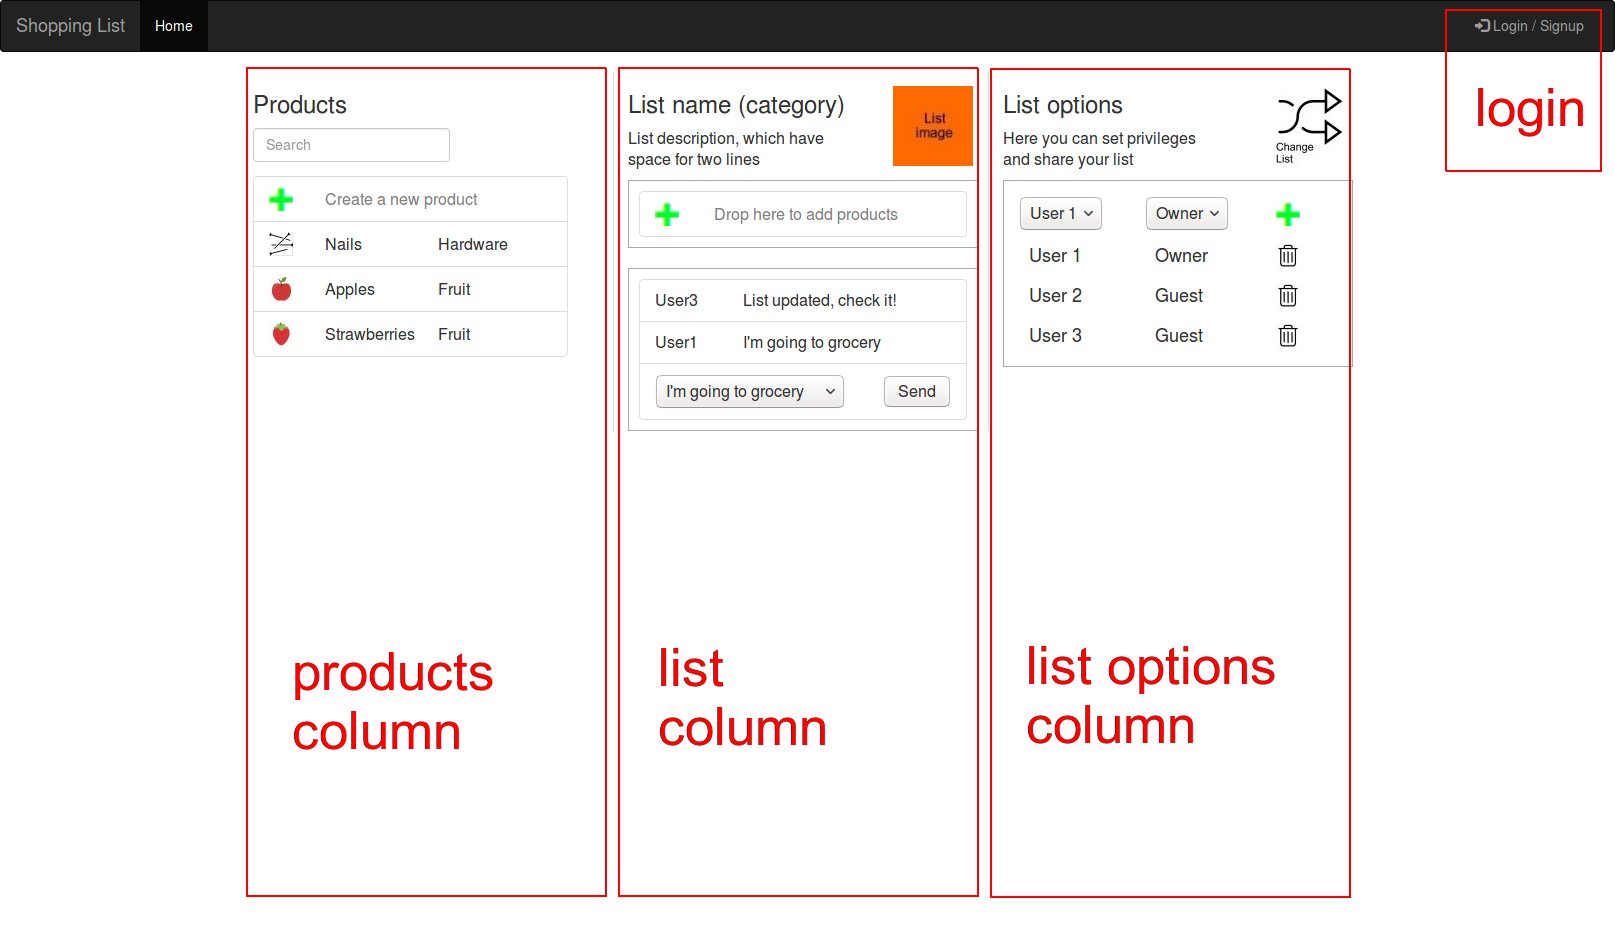 Shopping List Home Login / Signup
login
Products
Search
Create a new product
Nails Hardware
Apples Fruit
Strawberries Fruit
products
column
List name (category)
List description, which have
space for two lines
List
image
Drop here to add products
User3 List updated, check it!
User1 I'm going to grocery
I'm going to grocery Send
list
column
List options
Here you can set privileges
and share your list
Change
List
User 1 Owner
User 1 Owner
User 2 Guest
User 3 Guest
list options
column